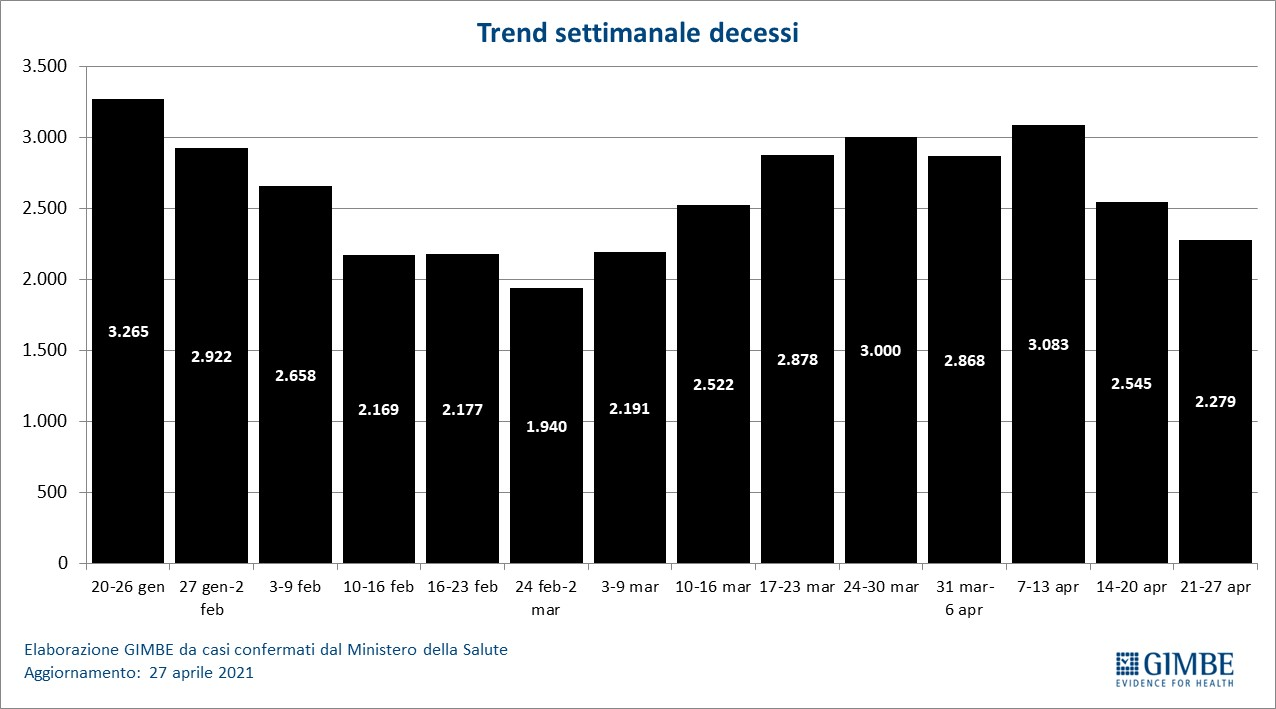 Trend settimanale decessi
3.500
3.000
2.500
2.000
1.500
1.000
500
0
3.265
2.922
2.658
2.169
2.177
1.940
2.191
2.522
2.878
3.000
2.868
3.083
2.545
2.279
20-26 gen
27 gen-2
feb
3-9 feb
10-16 feb
16-23 feb
24 feb-2
mar
3-9 mar
10-16 mar
17-23 mar
24-30 mar
31 mar-
6 apr
7-13 apr
14-20 apr
21-27 apr
Elaborazione GIMBE da casi confermati dal Ministero della Salute
Aggiornamento: 27 aprile 2021
GIMBE
EVIDENCE FOR HEALTH